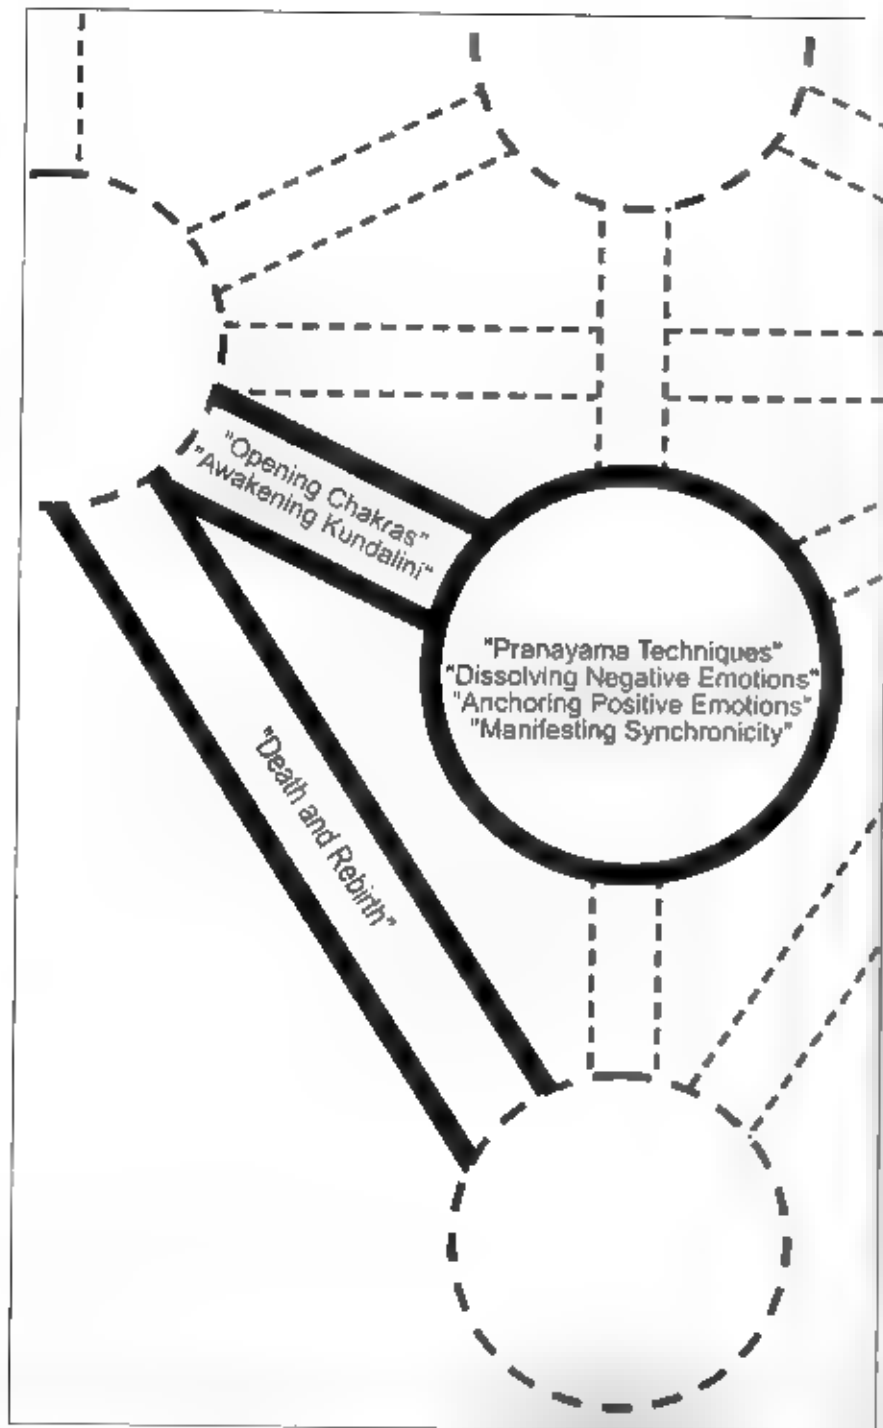 "Opening Chakras"
"Awakening Kundalini"
"Pranayama Techniques"
"Dissolving Negative Emotions"
"Anchoring Positive Emotions"
"Manifesting Synchronicity"
"Death and Rebirth"